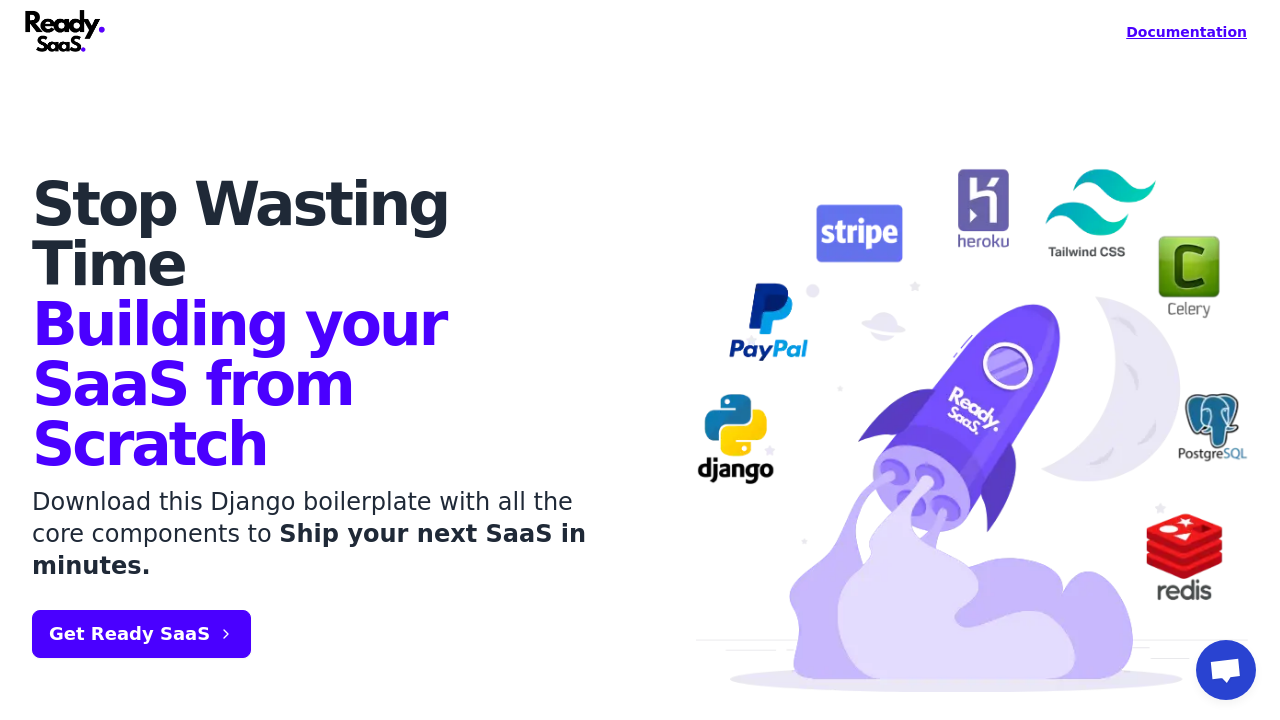 Ready.
SaaS.
Documentation
Stop Wasting
Time
Building your
SaaS from
Scratch
Download this Django boilerplate with all the
core components to Ship your next SaaS in
minutes.
Get Ready SaaS
stripe
heroku
Tailwind CSS
Celery
PayPal
django
Ready.
SaaS.
PostgreSQL
redis